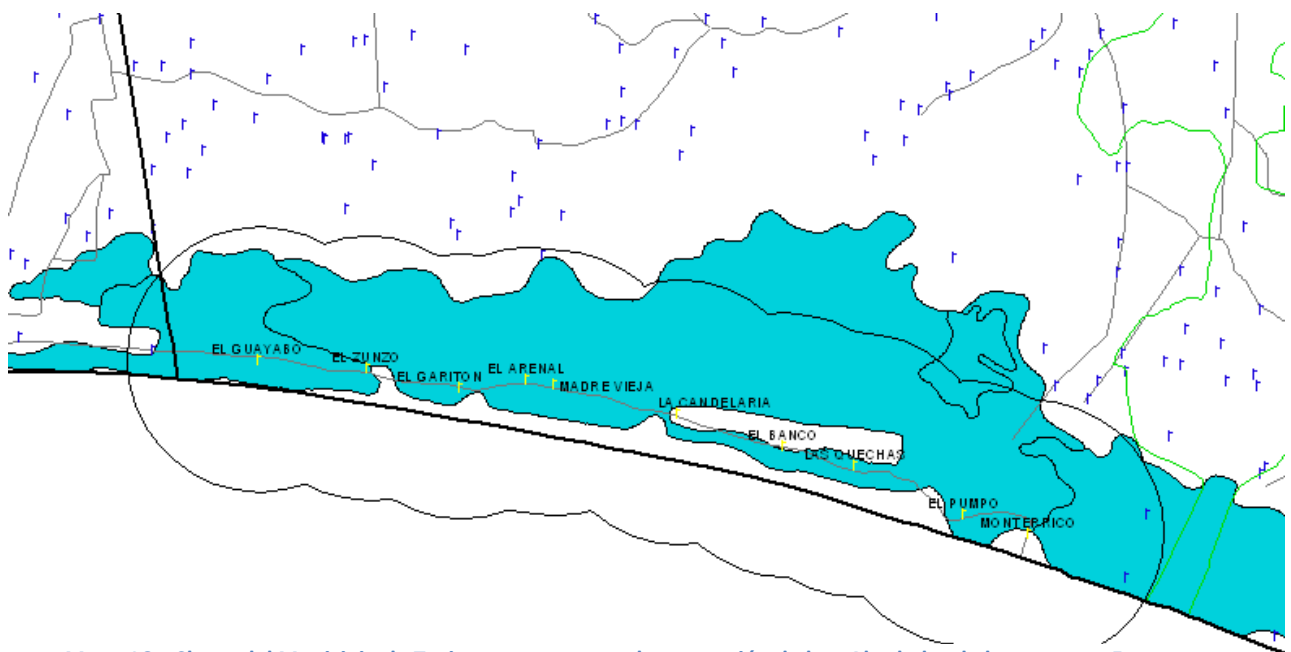 EL GUAYABO
EL ZUNZO
EL GARITON
EL ARENAL
MADRE VIEJA
LA CANDELARIA
EL BANCO
LAS QUECHAS
EL PUMPO
MONTERRICO